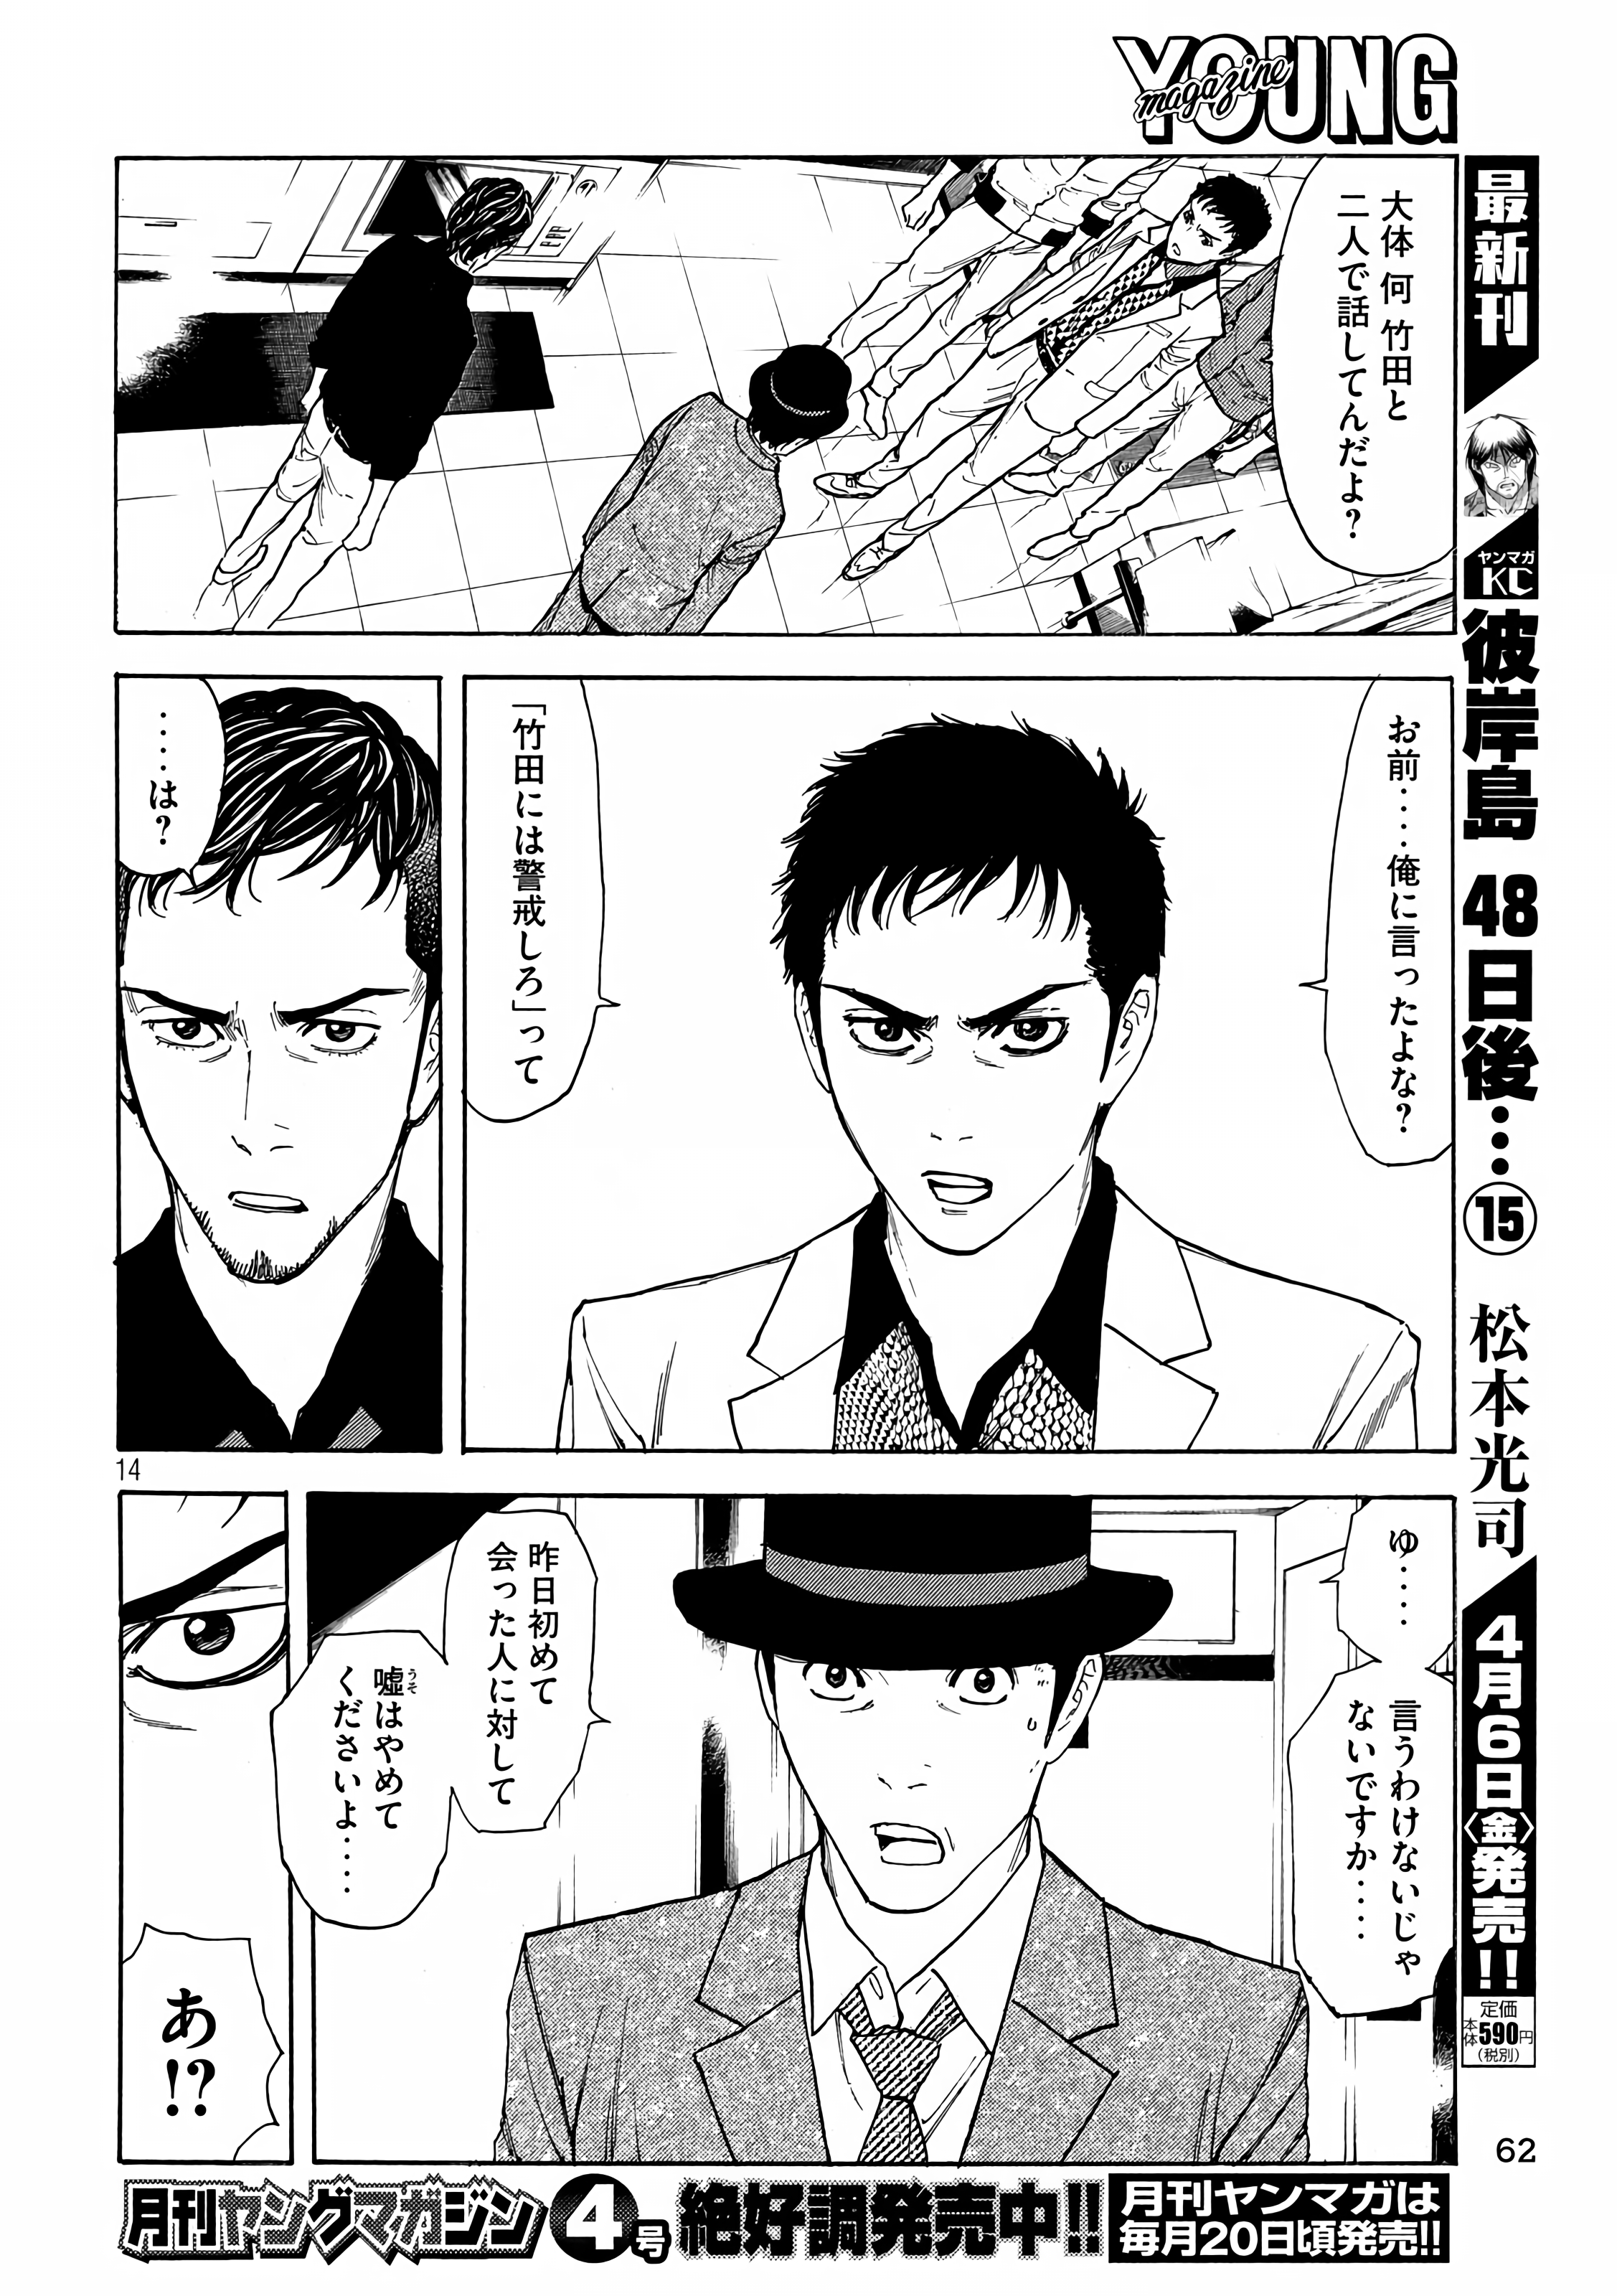 YOUNG
magazine
大体 何 竹田と
二人で話してんだよ?
お前‥‥俺に言ったよな?
「竹田には警戒しろ」って
‥‥は?
14
ゆ‥‥
言うわけないじゃ
ないですか‥‥
昨日初めて
会った人に対して
嘘はやめて
うそ
くださいよ‥‥
あ!?
最新刊
ヤンマガ
KC
彼岸島 48日後…⑮
松本光司
4月6日〈金〉発売!!
定価
本体590円
(税別)
62
月刊ヤングマガジン④号絶好調発売中!!
月刊ヤンマガは
毎月20日頃発売!!